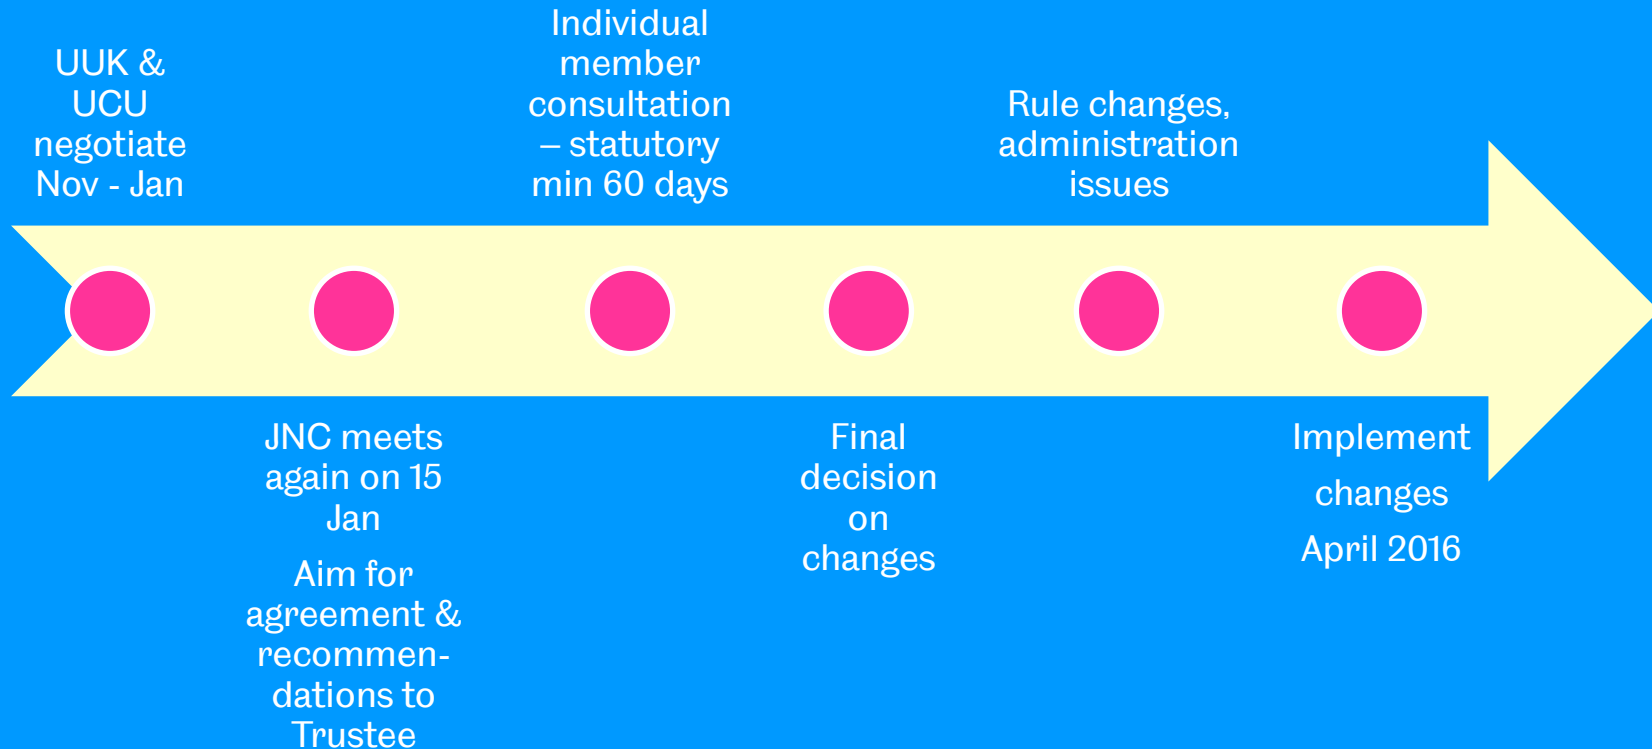 UUK &
UCU
negotiate
Nov - Jan
JNC meets
again on 15
Jan
Aim for
agreement &
recommen-
dations to
Trustee
Individual
member
consultation
– statutory
min 60 days
Final
decision
on
changes
Rule changes,
administration
issues
Implement
changes
April 2016